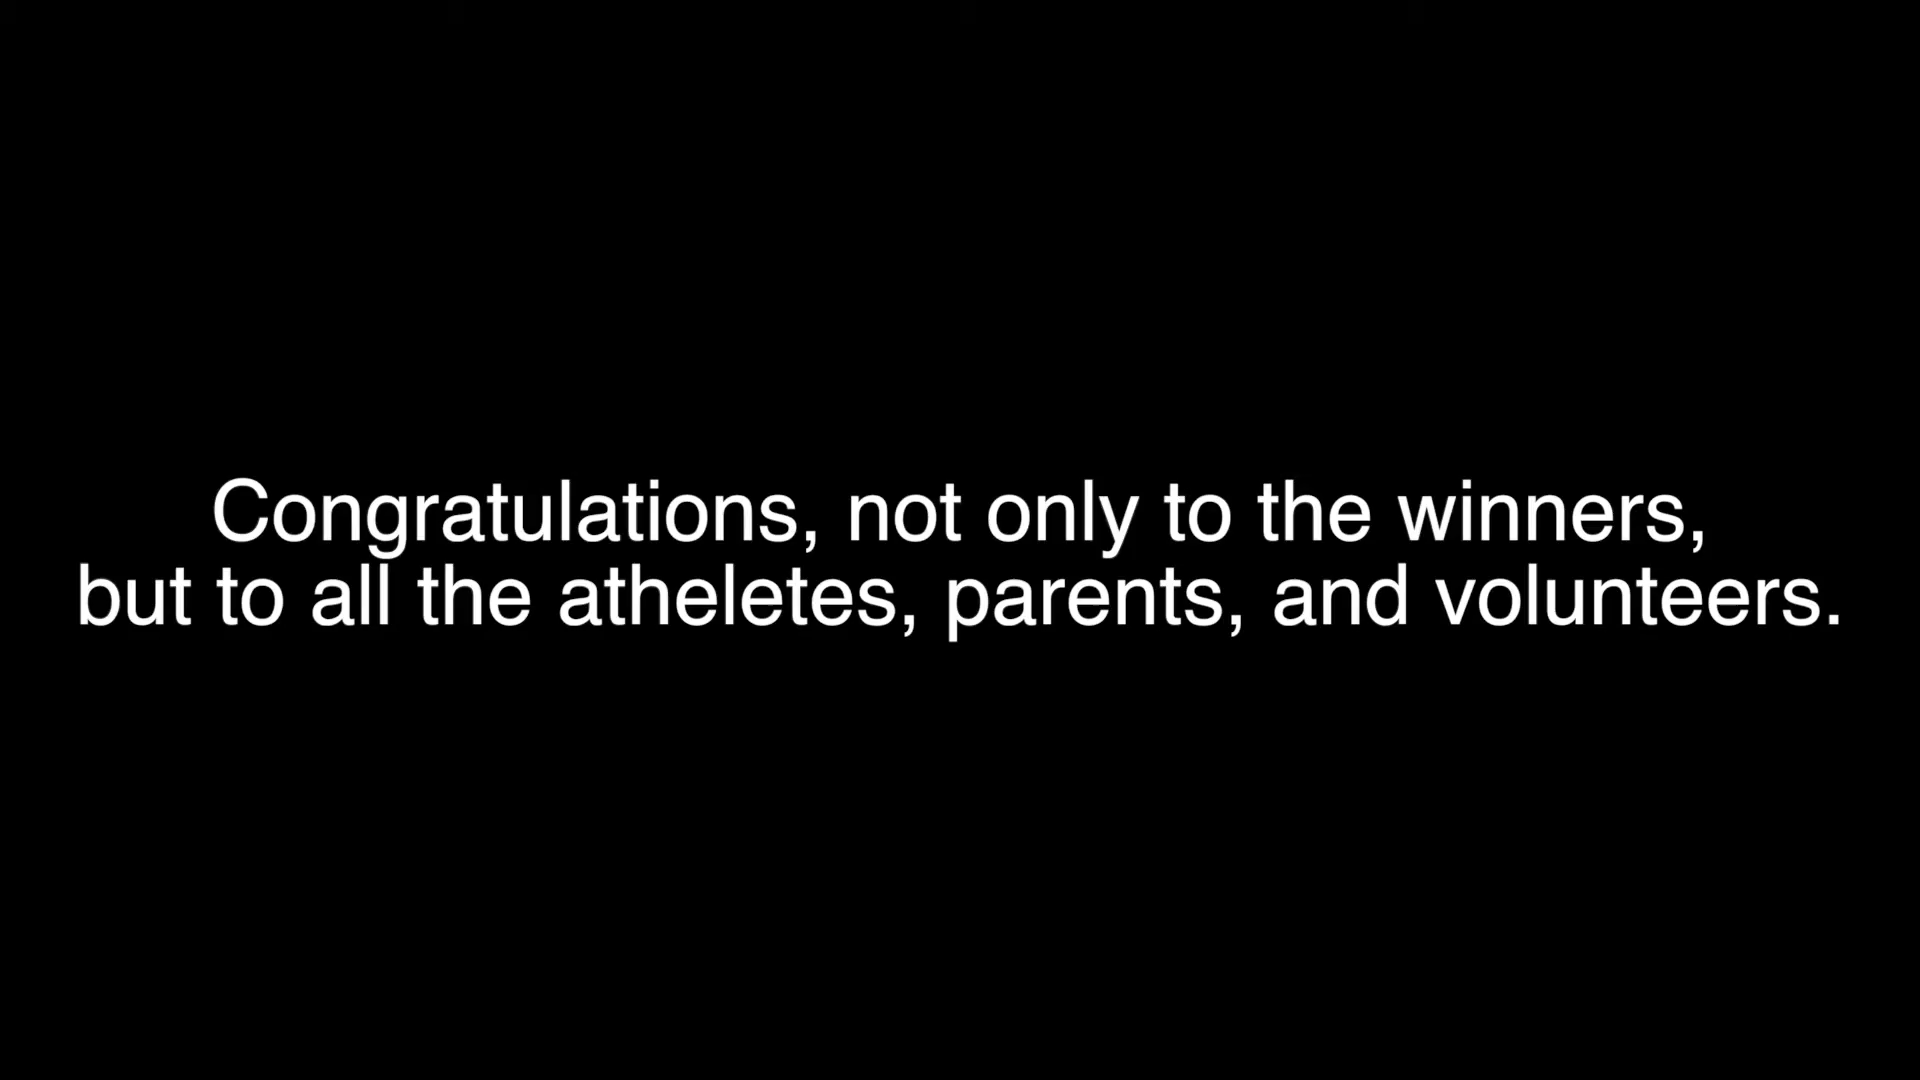 Congratulations, not only to the winners,
but to all the atheletes, parents, and volunteers.